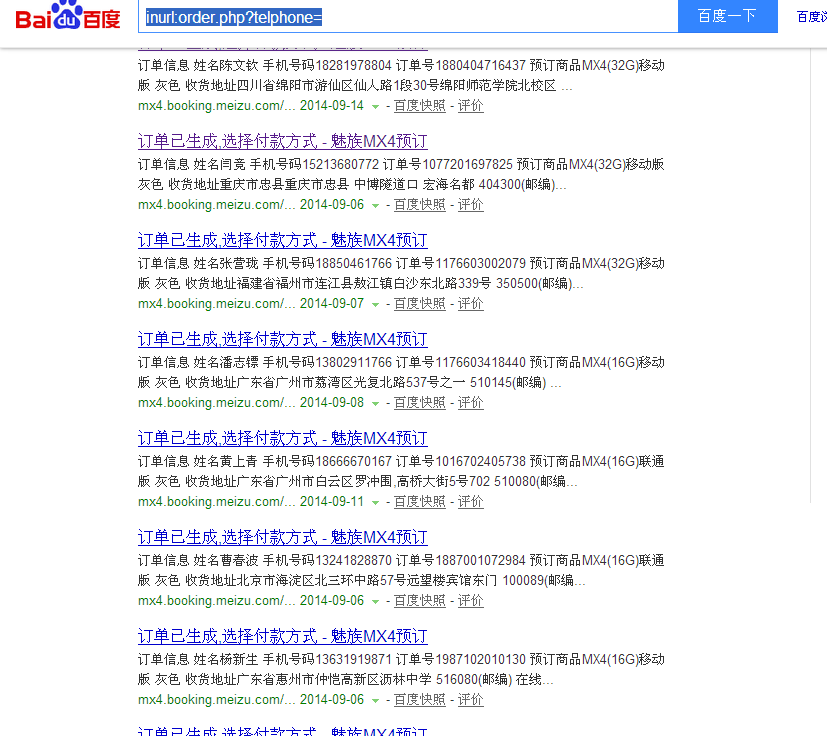 Bai du 百度 inurl:order.php?telphone= 百度一下 百度
订单信息 姓名陈文钦 手机号码18281978804 订单号1880404716437 预订商品MX4(32G)移动
版 灰色 收货地址四川省绵阳市游仙区仙人路1段30号绵阳师范学院北校区 ...
mx4.booking.meizu.com/... 2014-09-14 - 百度快照 - 评价
订单已生成,选择付款方式 - 魅族MX4预订
订单信息 姓名闫竞 手机号码15213680772 订单号1077201697825 预订商品MX4(32G)移动版
灰色 收货地址重庆市忠县重庆市忠县 中博隧道口 宏海名都 404300(邮编)...
mx4.booking.meizu.com/... 2014-09-06 - 百度快照 - 评价
订单已生成,选择付款方式 - 魅族MX4预订
订单信息 姓名张营珑 手机号码18850461766 订单号1176603002079 预订商品MX4(32G)移动
版 灰色 收货地址福建省福州市连江县敖江镇白沙东北路339号 350500(邮编)...
mx4.booking.meizu.com/... 2014-09-07 - 百度快照 - 评价
订单已生成,选择付款方式 - 魅族MX4预订
订单信息 姓名潘志镖 手机号码13802911766 订单号1176603418440 预订商品MX4(16G)移动
版 灰色 收货地址广东省广州市荔湾区光复北路537号之一 510145(邮编) ...
mx4.booking.meizu.com/... 2014-09-08 - 百度快照 - 评价
订单已生成,选择付款方式 - 魅族MX4预订
订单信息 姓名黄上青 手机号码18666670167 订单号1016702405738 预订商品MX4(16G)联通
版 灰色 收货地址广东省广州市白云区罗冲围,高桥大街5号702 510080(邮编...
mx4.booking.meizu.com/... 2014-09-11 - 百度快照 - 评价
订单已生成,选择付款方式 - 魅族MX4预订
订单信息 姓名曹春波 手机号码13241828870 订单号1887001072984 预订商品MX4(16G)联通
版 灰色 收货地址北京市海淀区北三环中路57号远望楼宾馆东门 100089(邮编...
mx4.booking.meizu.com/... 2014-09-06 - 百度快照 - 评价
订单已生成,选择付款方式 - 魅族MX4预订
订单信息 姓名杨新生 手机号码13631919871 订单号1987102010130 预订商品MX4(16G)移动
版 灰色 收货地址广东省惠州市仲恺高新区沥林中学 516080(邮编) 在线...
mx4.booking.meizu.com/... 2014-09-06 - 百度快照 - 评价
订单已生成,选择付款方式 - 魅族MX4预订